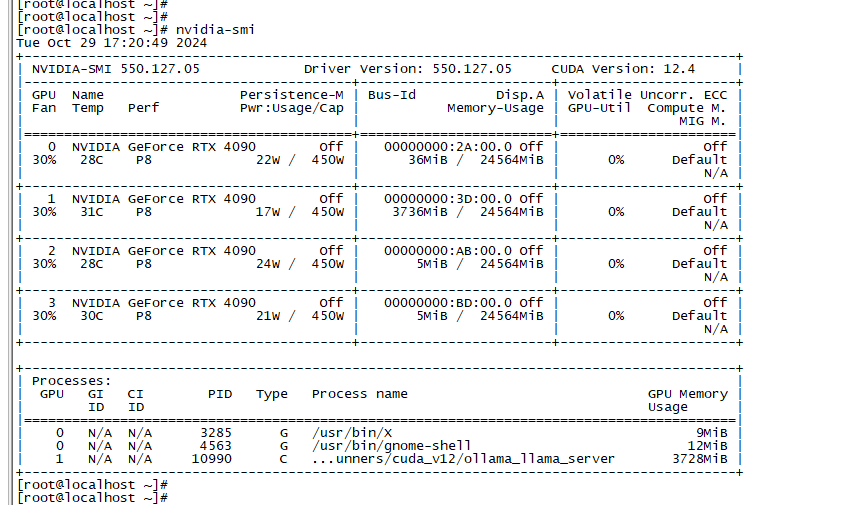 [root@localhost ~]#
[root@localhost ~]#
[root@localhost ~]# nvidia-smi
Tue Oct 29 17:20:49 2024
+-----------------------------------------------------------------------------------------+
| NVIDIA-SMI 550.127.05             Driver Version: 550.127.05     CUDA Version: 12.4     |
|-----------------------------------------+------------------------+----------------------+
| GPU  Name                 Persistence-M | Bus-Id          Disp.A | Volatile Uncorr. ECC |
| Fan  Temp   Perf          Pwr:Usage/Cap |           Memory-Usage | GPU-Util  Compute M. |
|                                         |                        |               MIG M. |
|=========================================+========================+======================|
|   0  NVIDIA GeForce RTX 4090        Off |   00000000:2A:00.0 Off |                  Off |
| 30%   28C    P8             22W /  450W |      36MiB /  24564MiB |      0%      Default |
|                                         |                        |                  N/A |
+-----------------------------------------+------------------------+----------------------+
|   1  NVIDIA GeForce RTX 4090        Off |   00000000:3D:00.0 Off |                  Off |
| 30%   31C    P8             17W /  450W |    3736MiB /  24564MiB |      0%      Default |
|                                         |                        |                  N/A |
+-----------------------------------------+------------------------+----------------------+
|   2  NVIDIA GeForce RTX 4090        Off |   00000000:AB:00.0 Off |                  Off |
| 30%   28C    P8             24W /  450W |       5MiB /  24564MiB |      0%      Default |
|                                         |                        |                  N/A |
+-----------------------------------------+------------------------+----------------------+
|   3  NVIDIA GeForce RTX 4090        Off |   00000000:BD:00.0 Off |                  Off |
| 30%   30C    P8             21W /  450W |       5MiB /  24564MiB |      0%      Default |
|                                         |                        |                  N/A |
+-----------------------------------------+------------------------+----------------------+

+-----------------------------------------------------------------------------------------+
| Processes:                                                                              |
|  GPU   GI   CI        PID   Type   Process name                              GPU Memory |
|        ID   ID                                                               Usage      |
|=========================================================================================|
|    0   N/A  N/A      3285      G   /usr/bin/X                                      9MiB |
|    0   N/A  N/A      4563      G   /usr/bin/gnome-shell                           12MiB |
|    1   N/A  N/A     10990      C   ...unners/cuda_v12/ollama_llama_server       3728MiB |
+-----------------------------------------------------------------------------------------+
[root@localhost ~]#
[root@localhost ~]#